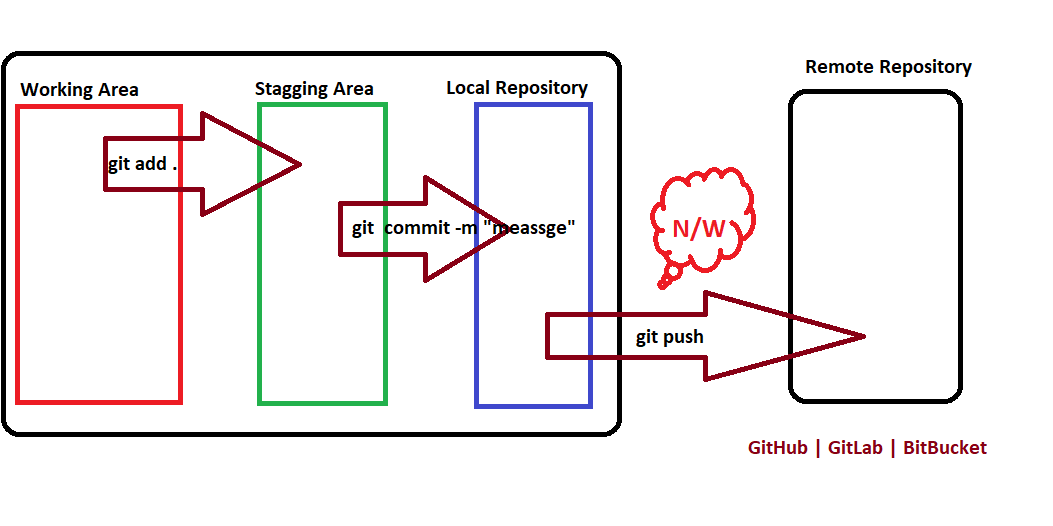 Remote Repository
Working Area
Stagging Area
Local Repository
git add .
git commit -m "meassge"
N/W
git push
GitHub | GitLab | BitBucket